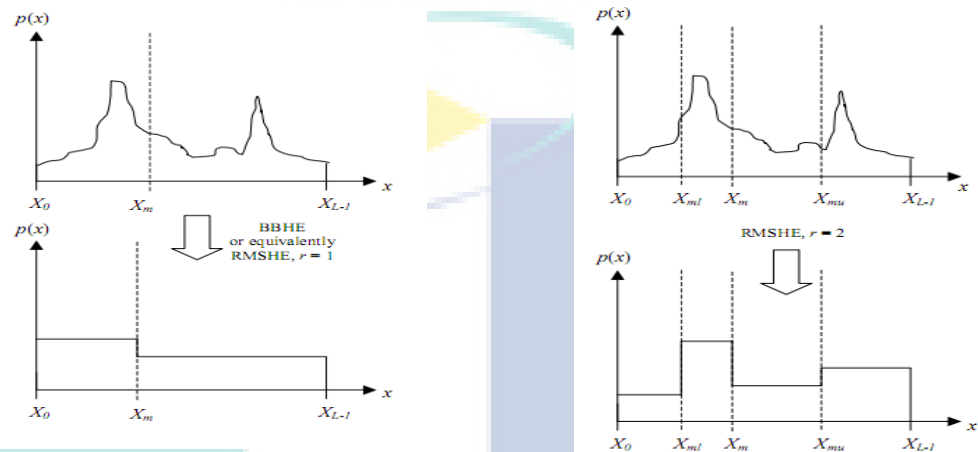 p(x)
x
X0 Xm XL-1
BBHE
or equivalently
RMSHE, r = 1
p(x)
x
X0 Xm XL-1
p(x)
x
X0 Xml Xm Xmu XL-1
RMSHE, r = 2
p(x)
x
X0 Xml Xm Xmu XL-1